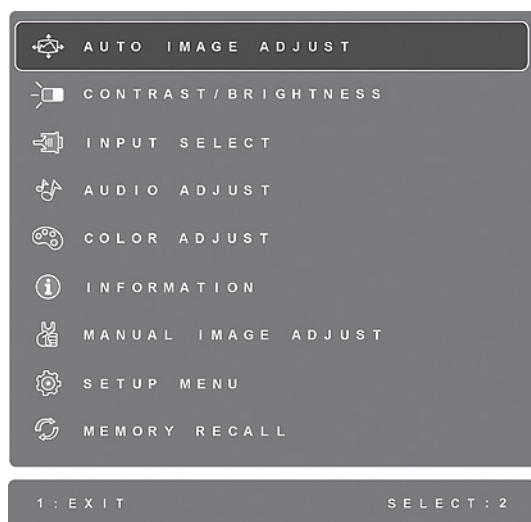 AUTO IMAGE ADJUST
CONTRAST/BRIGHTNESS
INPUT SELECT
AUDIO ADJUST
COLOR ADJUST
INFORMATION
MANUAL IMAGE ADJUST
SETUP MENU
MEMORY RECALL
1:EXIT SELECT:2